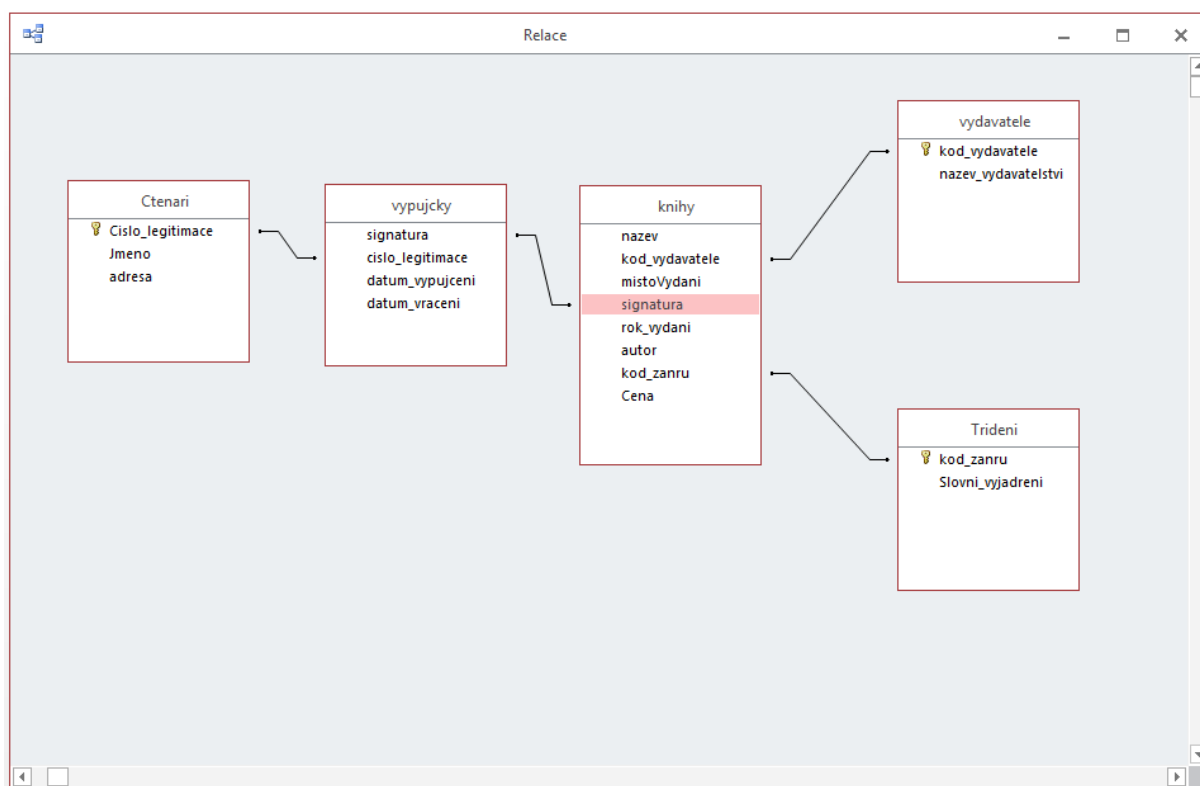 Relace
Ctenari
Cislo_legitimace
Jmeno
adresa
vypujcky
signatura
cislo_legitimace
datum_vypujceni
datum_vraceni
knihy
nazev
kod_vydavatele
mistoVydani
signatura
rok_vydani
autor
kod_zanru
Cena
vydavatele
kod_vydavatele
nazev_vydavatelstvi
Trideni
kod_zanru
Slovni_vyjadreni